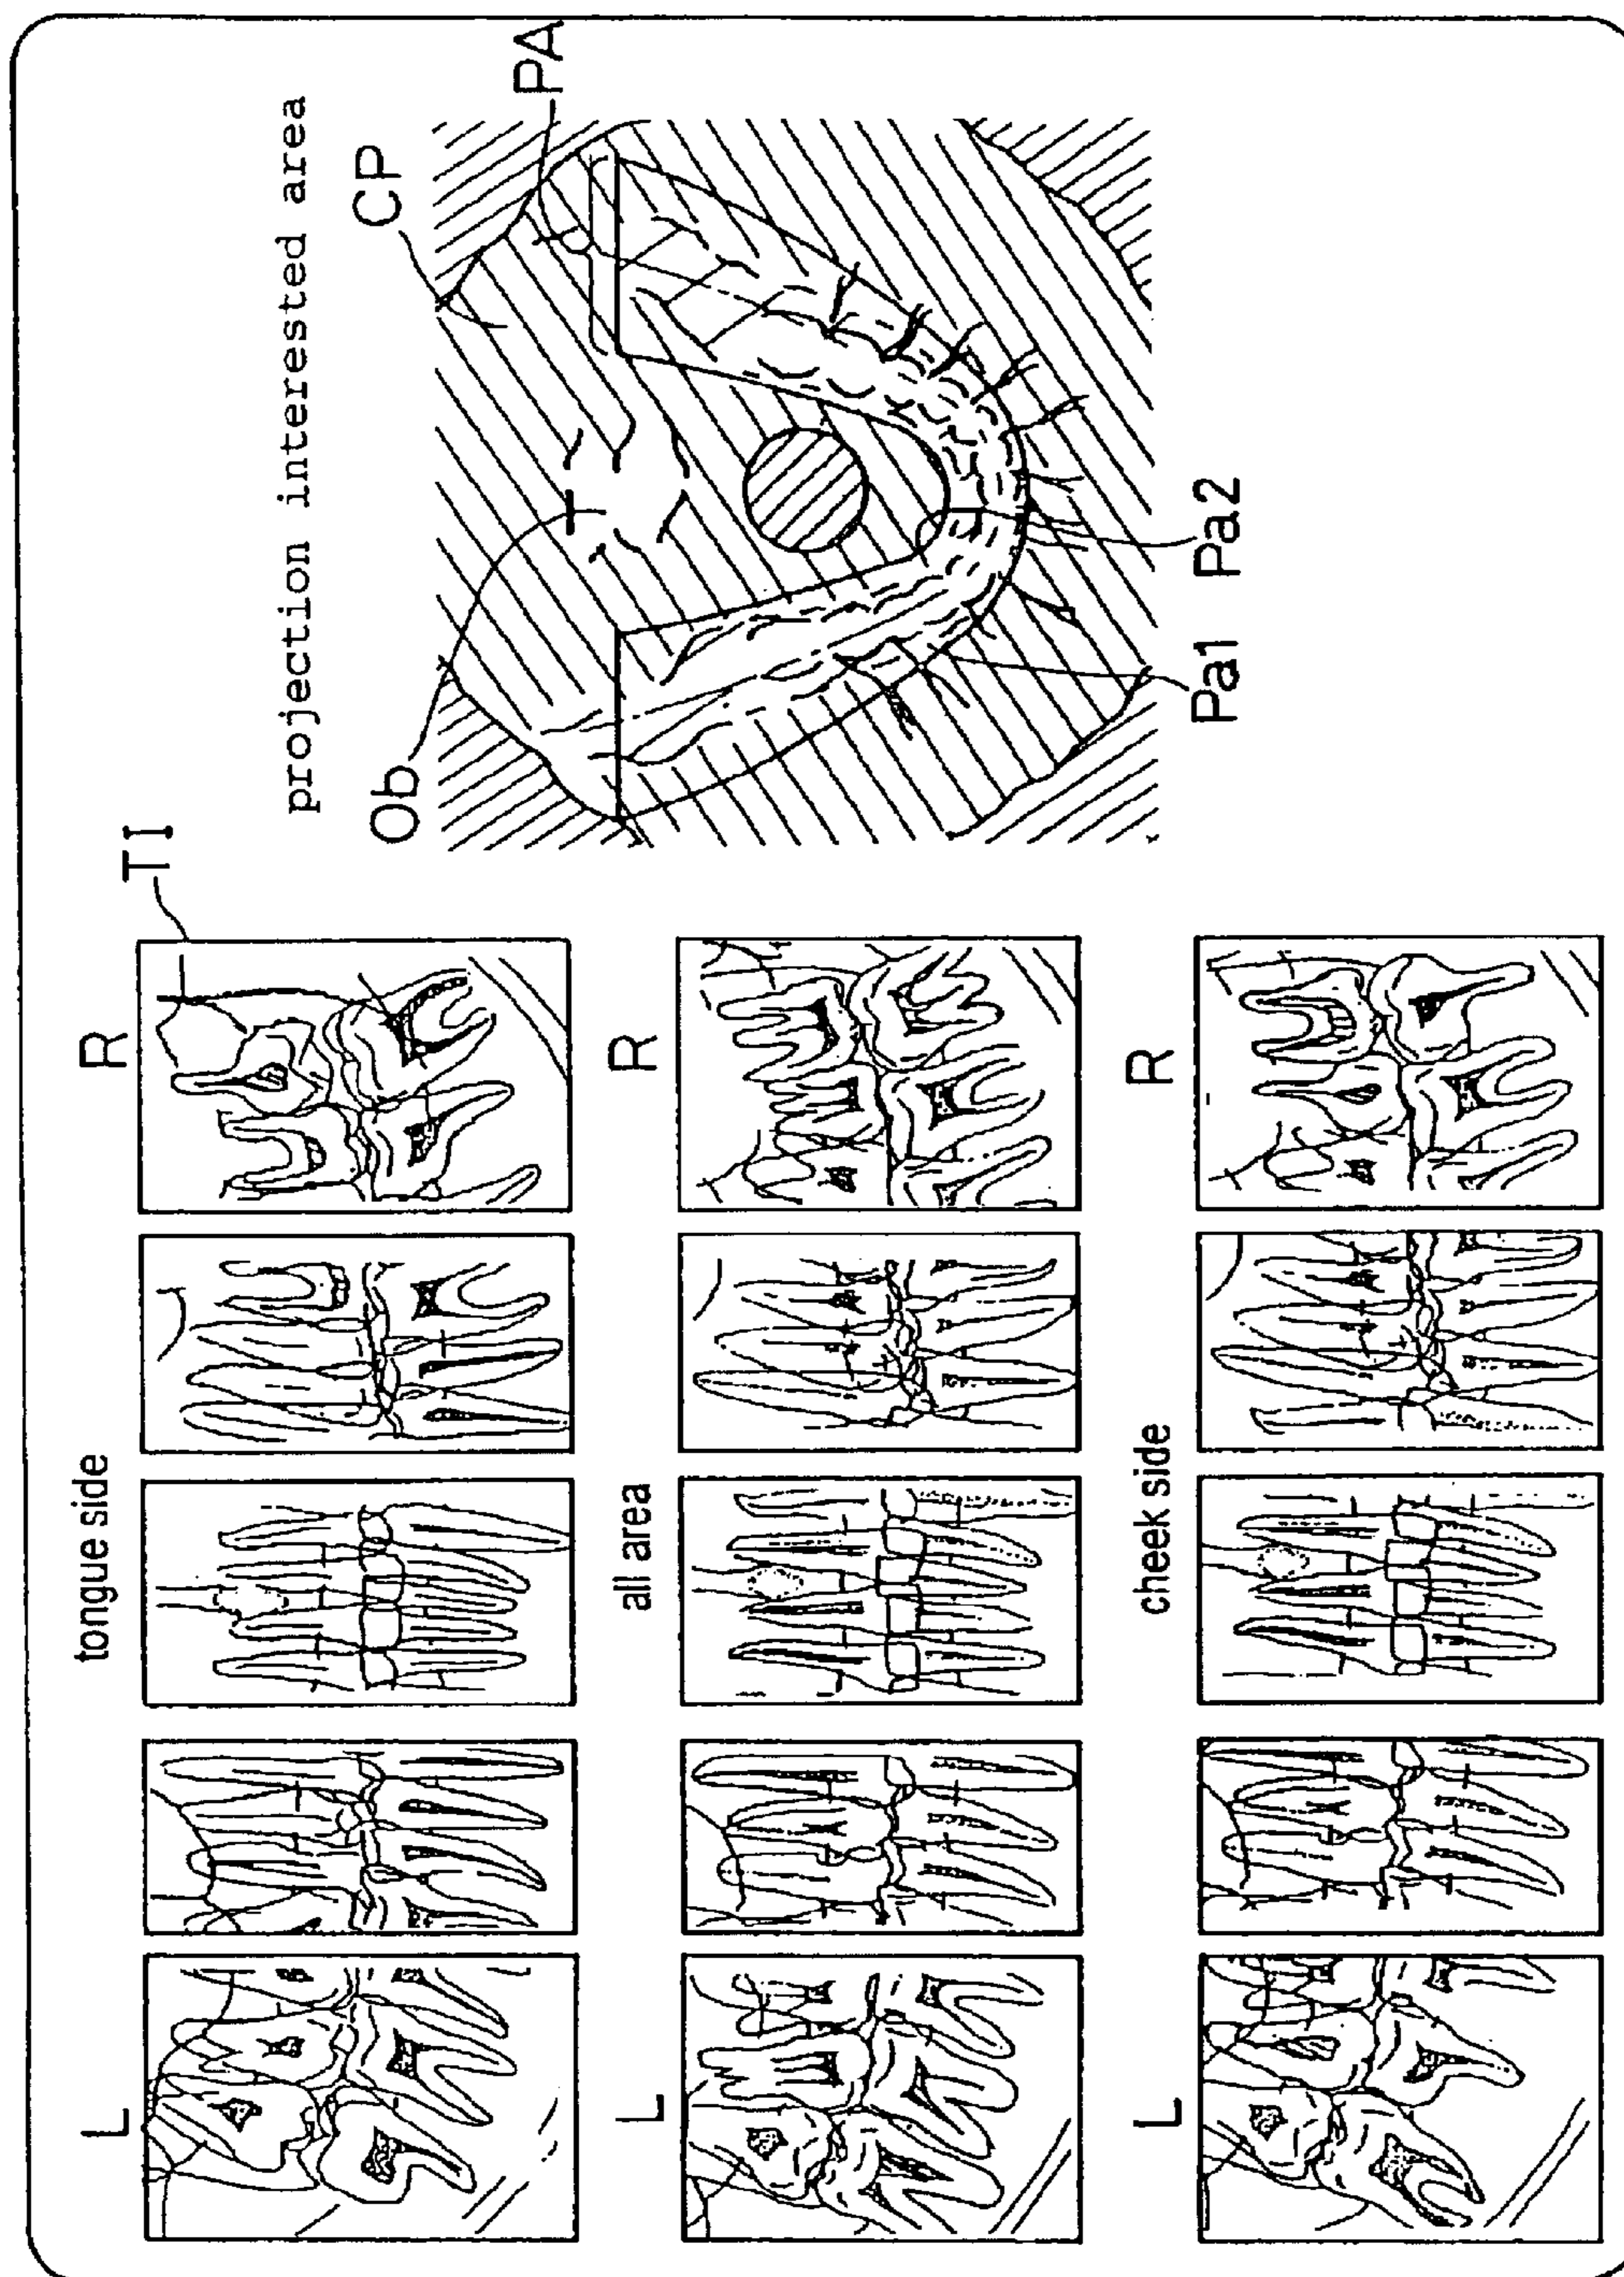 L tongue side R
TI
projection interested area
Ob
CP
PA
L all area R
L cheek side R
Pa1
Pa2